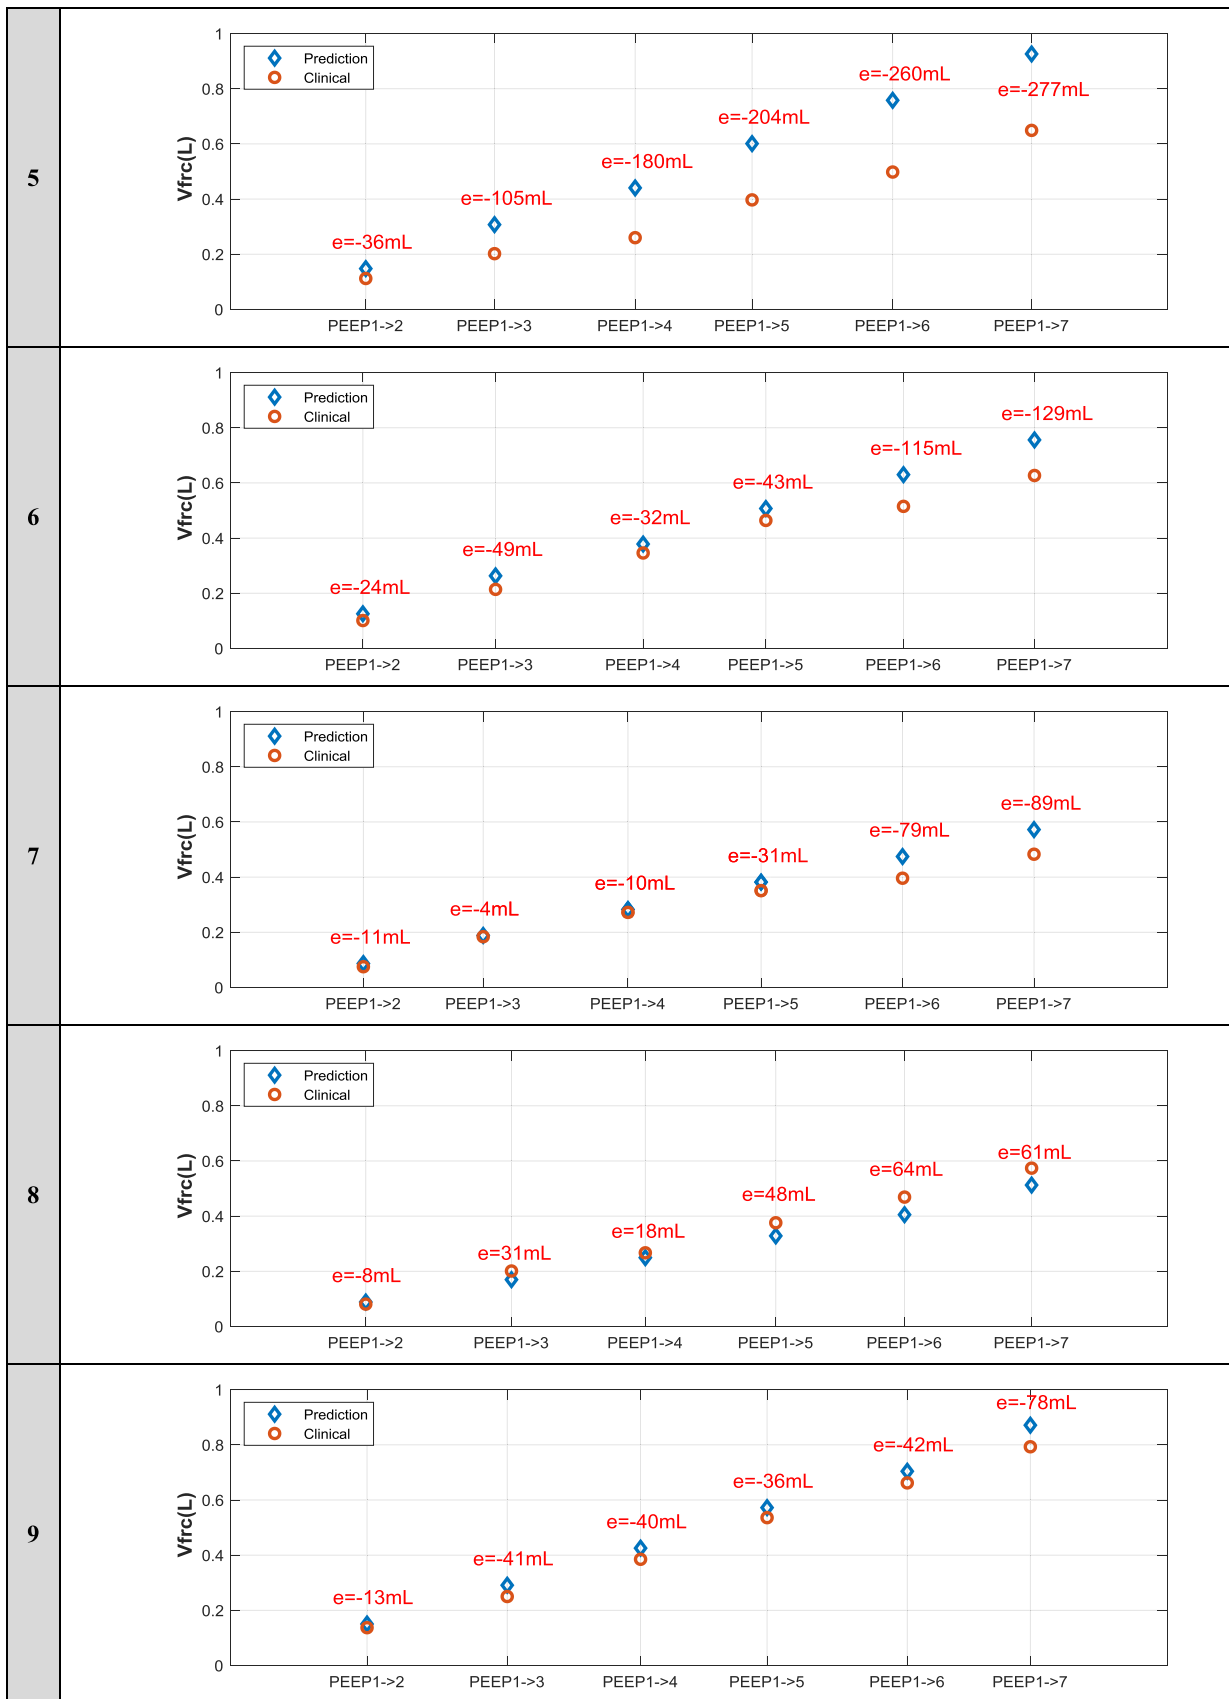 5
Vfrc(L)
1
0.8
0.6
0.4
0.2
0
Prediction
Clinical
e=-36mL
e=-105mL
e=-180mL
e=-204mL
e=-260mL
e=-277mL
PEEP1->2
PEEP1->3
PEEP1->4
PEEP1->5
PEEP1->6
PEEP1->7
6
Vfrc(L)
1
0.8
0.6
0.4
0.2
0
Prediction
Clinical
e=-24mL
e=-49mL
e=-32mL
e=-43mL
e=-115mL
e=-129mL
PEEP1->2
PEEP1->3
PEEP1->4
PEEP1->5
PEEP1->6
PEEP1->7
7
Vfrc(L)
1
0.8
0.6
0.4
0.2
0
Prediction
Clinical
e=-11mL
e=-4mL
e=-10mL
e=-31mL
e=-79mL
e=-89mL
PEEP1->2
PEEP1->3
PEEP1->4
PEEP1->5
PEEP1->6
PEEP1->7
8
Vfrc(L)
1
0.8
0.6
0.4
0.2
0
Prediction
Clinical
e=-8mL
e=31mL
e=18mL
e=48mL
e=64mL
e=61mL
PEEP1->2
PEEP1->3
PEEP1->4
PEEP1->5
PEEP1->6
PEEP1->7
9
Vfrc(L)
1
0.8
0.6
0.4
0.2
0
Prediction
Clinical
e=-13mL
e=-41mL
e=-40mL
e=-36mL
e=-42mL
e=-78mL
PEEP1->2
PEEP1->3
PEEP1->4
PEEP1->5
PEEP1->6
PEEP1->7